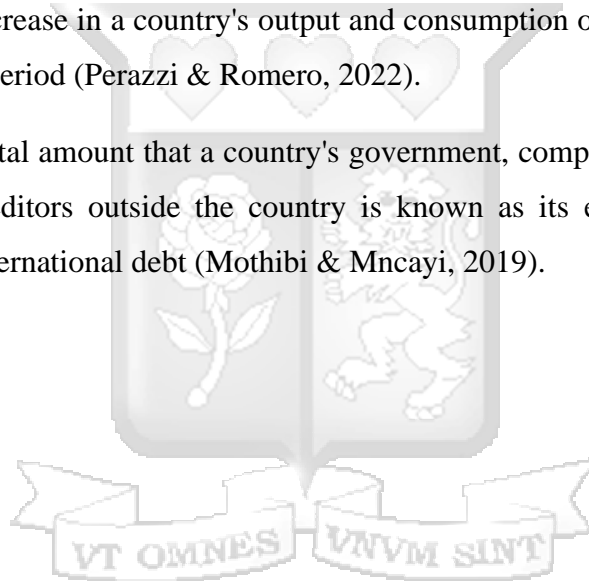 crease in a country's output and consumption o
eriod (Perazzi & Romero, 2022).
tal amount that a country's government, comp
editors outside the country is known as its e
ernational debt (Mothibi & Mncayi, 2019).
VT OMNES VNVM SINT